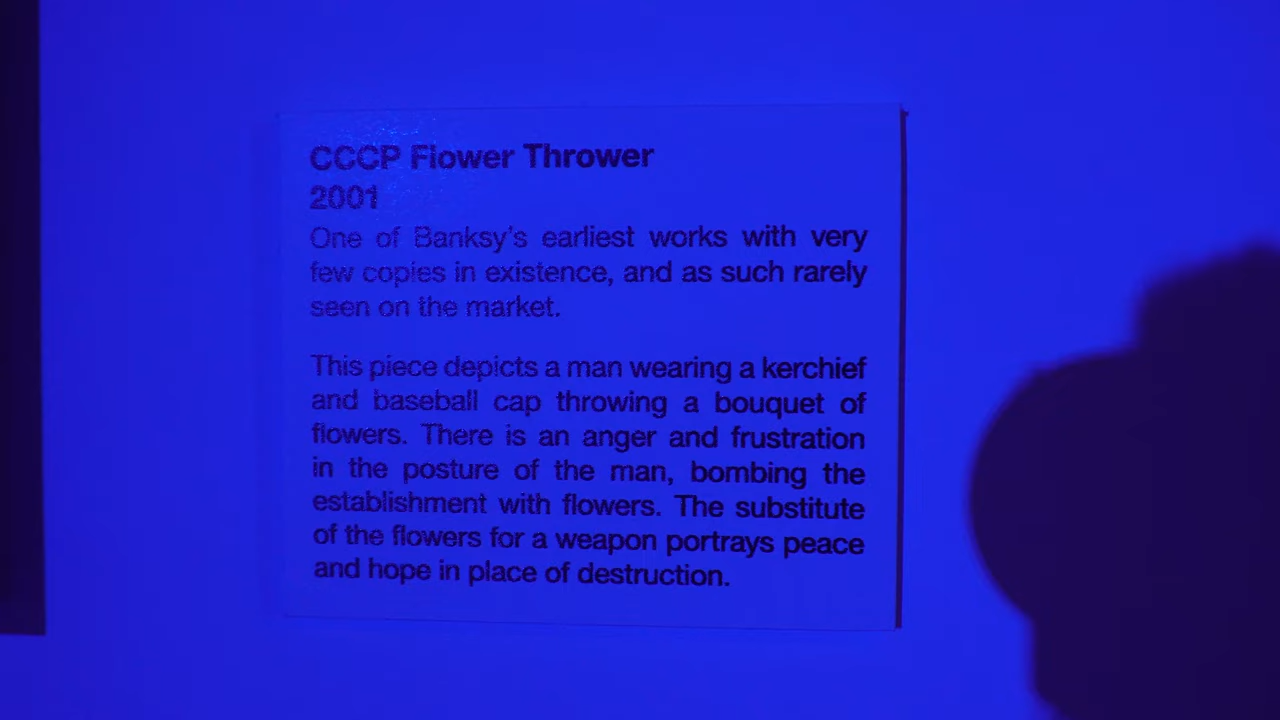 CCCP Flower Thrower
2001
One of Banksy's earliest works with very
few copies in existence, and as such rarely
seen on the market.
This piece depicts a man wearing a kerchief
and baseball cap throwing a bouquet of
flowers. There is an anger and frustration
in the posture of the man, bombing the
establishment with flowers. The substitute
of the flowers for a weapon portrays peace
and hope in place of destruction.